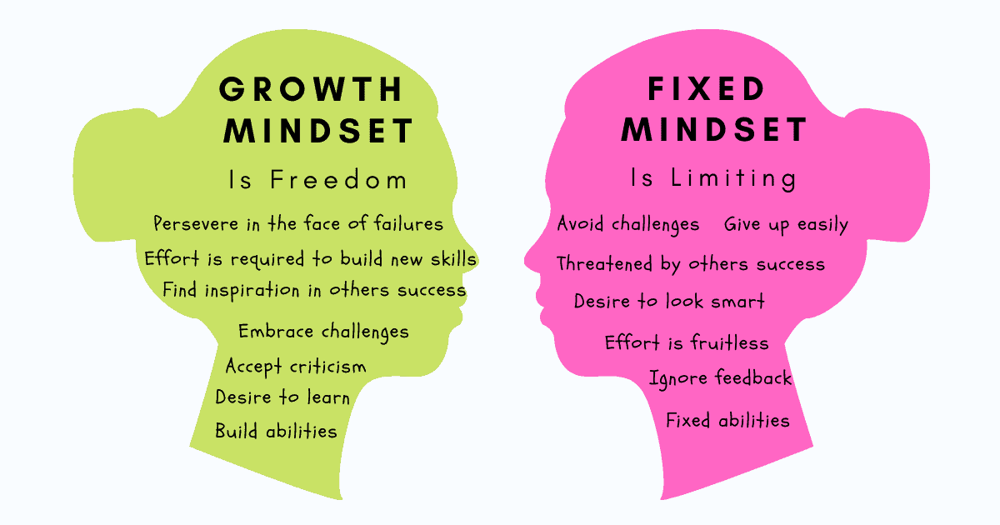 GROWTH
MINDSET
Is Freedom
Persevere in the face of failures
Effort is required to build new skills
Find inspiration in others success
Embrace challenges
Accept criticism
Desire to learn
Build abilities
FIXED
MINDSET
Is Limiting
Avoid challenges Give up easily
Threatened by others success
Desire to look smart
Effort is fruitless
Ignore feedback
Fixed abilities